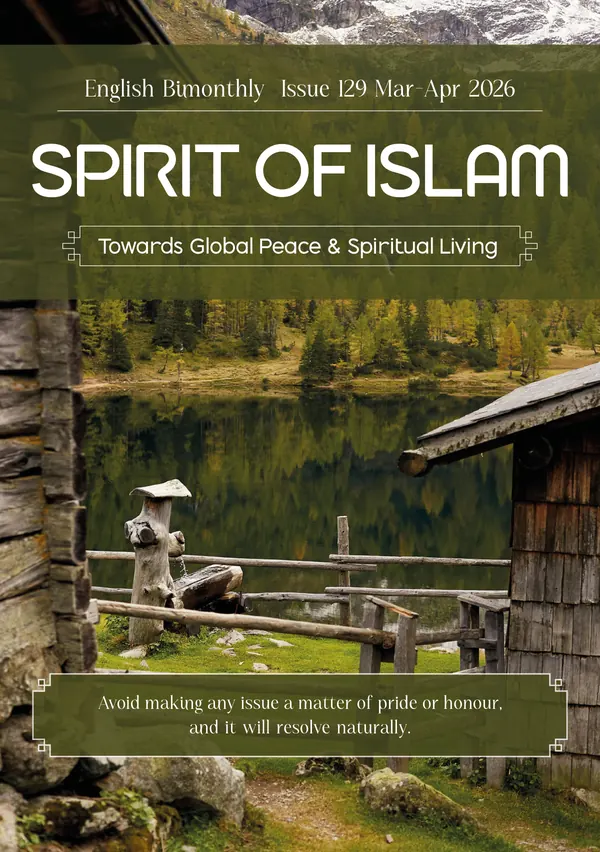 English Bimonthly Issue 129 Mar-Apr 2026
SPIRIT OF ISLAM
Towards Global Peace & Spiritual Living
Avoid making any issue a matter of pride or honour,
and it will resolve naturally.